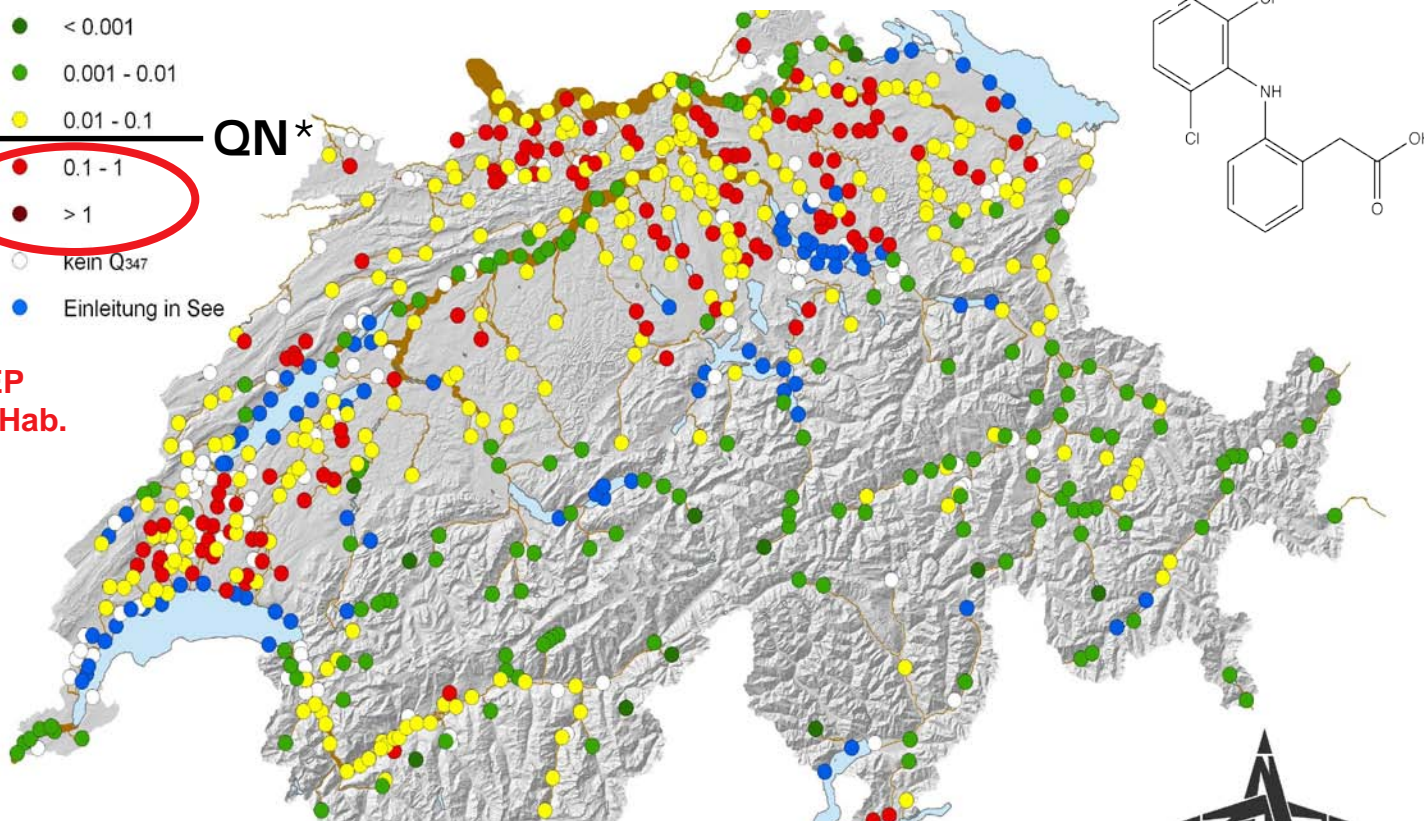 < 0.001
0.001 - 0.01
0.01 - 0.1
QN*
0.1 - 1
> 1
kein Q347
Einleitung in See
EP
Hab.
NH
Cl
O